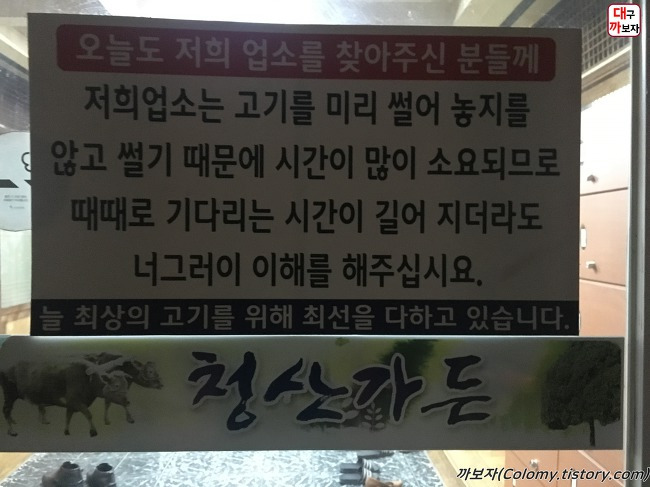 대구
까보자
오늘도 저희 업소를 찾아주신 분들께
저희업소는 고기를 미리 썰어 놓지를
않고 썰기 때문에 시간이 많이 소요되므로
때때로 기다리는 시간이 길어 지더라도
너그러이 이해를 해주십시요.
늘 최상의 고기를 위해 최선을 다하고 있습니다.
청산가든
까보자(Colomy.tistory.com)